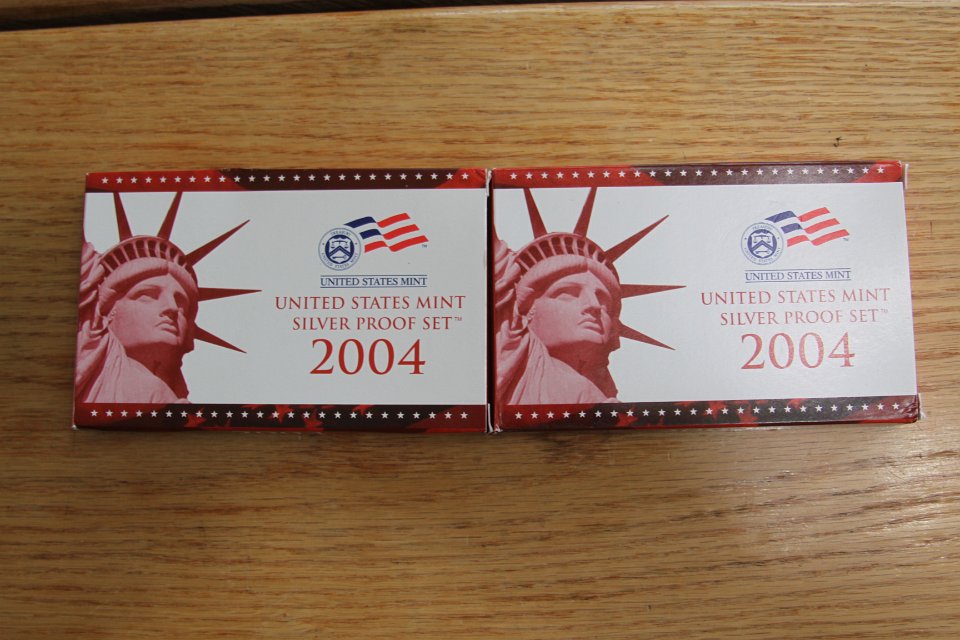 UNITED STATES MINT
UNITED STATES MINT
SILVER PROOF SET™
2004
UNITED STATES MINT
UNITED STATES MINT
SILVER PROOF SET™
2004